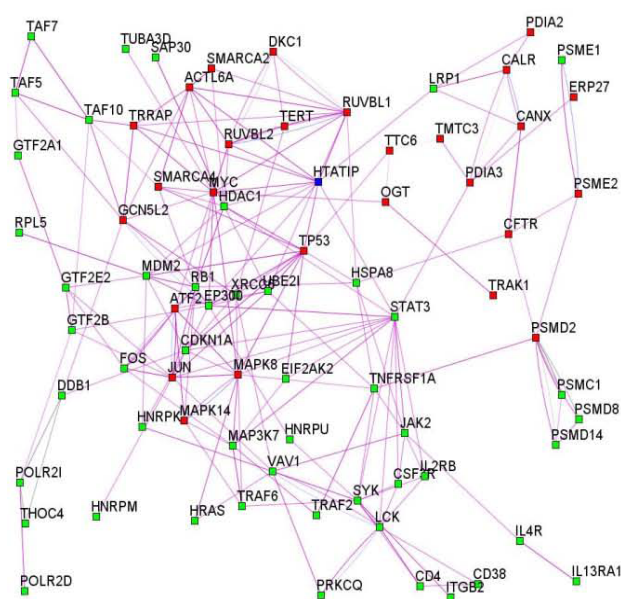 TAF7
TUBA3D
SAP30
DKC1
PDIA2
SMARCA2
ACTL6A
CALR
PSME1
TAF5
LRP1
ERP27
TAF10
TRRAP
TERT
RUVBL1
CANX
RUVBL2
TTC6
TMTC3
GTF2A1
SMARCA4
MYC
HTATIP
PDIA3
PSME2
HDAC1
OGT
GCN5L2
RPL5
TP53
CFTR
MDM2
RB1
HSPA8
GTF2E2
XRCC6
UBE2I
TRAK1
ATF2
EP300
STAT3
GTF2B
PSMD2
CDKN1A
FOS
JUN
MAPK8
EIF2AK2
TNFRSF1A
DDB1
PSMC1
HNRPK
MAPK14
PSMD8
MAP3K7
HNRPU
JAK2
PSMD14
POLR2I
VAV1
IL2RB
CSF2R
SYK
THOC4
HNRPM
HRAS
TRAF6
TRAF2
LCK
IL4R
POLR2D
PRKCQ
CD4
CD38
ITGB2
IL13RA1